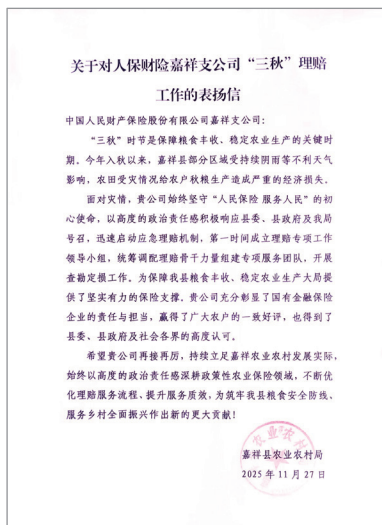 关于对人保财险嘉祥支公司“三秋”理赔
工作的表扬信
中国人民财产保险股份有限公司嘉祥支公司：
“三秋”时节是保障粮食丰收、稳定农业生产的关键时
期。今年入秋以来，嘉祥县部分区域受持续阴雨等不利天气
影响，农田受灾情况给农户秋粮生产造成严重的经济损失。
面对灾情，贵公司始终坚守“人民保险 服务人民”的初
心使命，以高度的政治责任感积极响应县委、县政府及我局
号召，迅速启动应急理赔机制，第一时间成立理赔专项工作
领导小组，统筹调配理赔骨干力量组建专项服务团队，开展
查勘定损工作。为保障我县粮食丰收、稳定农业生产大局提
供了坚实有力的保险支撑。贵公司充分彰显了国有金融保险
企业的责任与担当，赢得了广大农户的一致好评，也得到了
县委、县政府及社会各界的高度认可。
希望贵公司再接再厉，持续立足嘉祥农业农村发展实际，
始终以高度的政治责任感深耕政策性农业保险领域，不断优
化理赔服务流程、提升服务质效，为筑牢我县粮食安全防线、
服务乡村全面振兴作出新的更大贡献！
嘉祥县农业农村局
2025 年 11 月 27 日